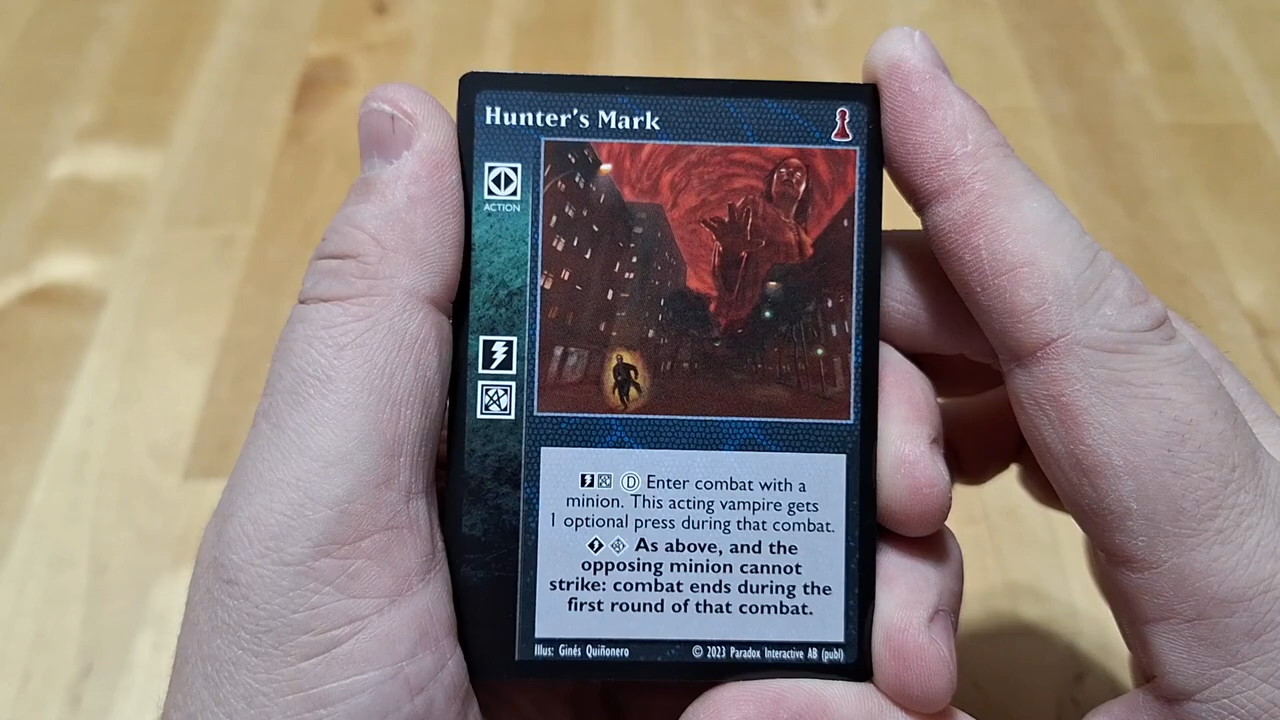 Hunter's Mark
ACTION
D Enter combat with a
minion. This acting vampire gets
1 optional press during that combat.
As above, and the
opposing minion cannot
strike: combat ends during the
first round of that combat.
Illus: Ginés Quiñonero
© 2023 Paradox Interactive AB (publ)